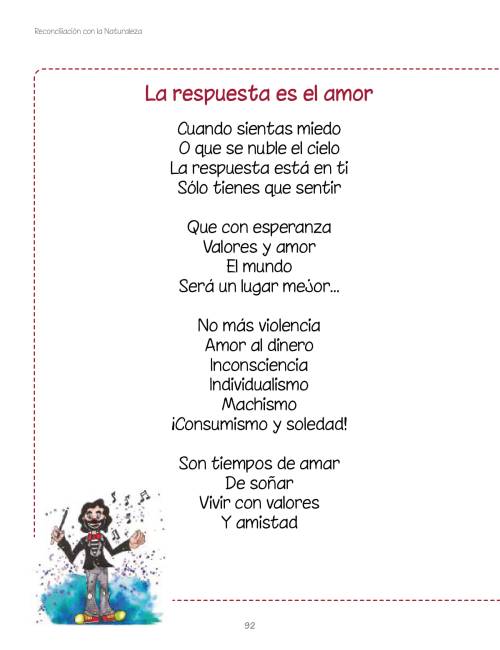 Reconciliación con la Naturaleza
La respuesta es el amor
Cuando sientas miedo
O que se nuble el cielo
La respuesta está en ti
Sólo tienes que sentir
Que con esperanza
Valores y amor
El mundo
Será un lugar mejor...
No más violencia
Amor al dinero
Inconsciencia
Individualismo
Machismo
¡Consumismo y soledad!
Son tiempos de amar
De soñar
Vivir con valores
Y amistad
92